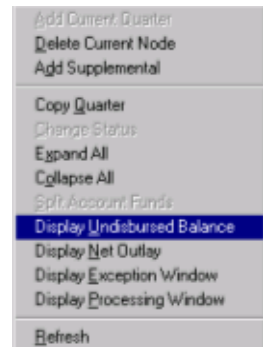 Add Current Quarter
Delete Current Node
Add Supplemental
Copy Quarter
Change Status
Expand All
Collapse All
Split Account Funds
Display Undisbursed Balance
Display Net Outlay
Display Exception Window
Display Processing Window
Refresh